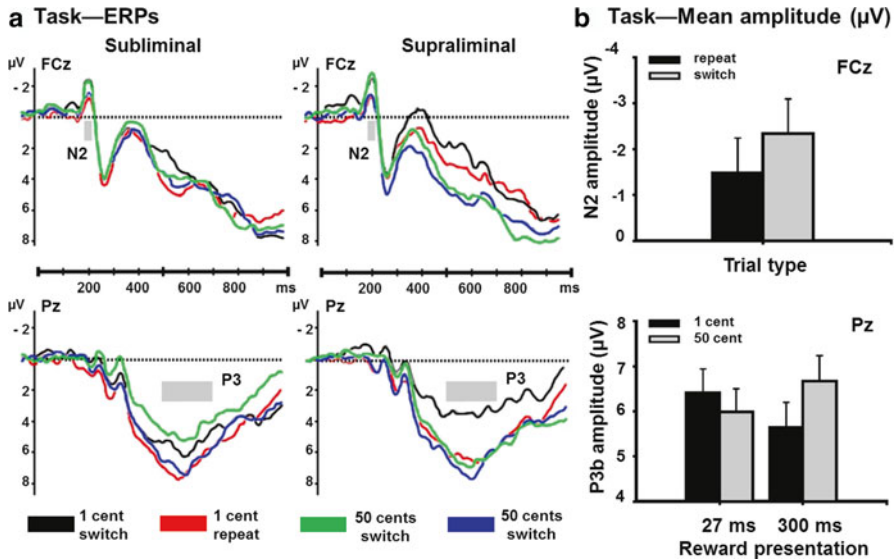 a Task—ERPs
Subliminal
Supraliminal
µV FCz
µV FCz
- 2
- 2
N2
N2
2
2
4
4
6
6
8
8
200 400 600 800 ms
200 400 600 800 ms
µV Pz
µV Pz
- 2
- 2
P3
P3
2
2
4
4
6
6
8
8
1 cent switch
1 cent repeat
50 cents switch
50 cents switch
b Task—Mean amplitude (µV)
-4
-3
-2
-1
0
N2 amplitude (µV)
repeat
switch
FCz
Trial type
8
7
6
5
4
P3b amplitude (µV)
1 cent
50 cent
Pz
27 ms 300 ms
Reward presentation